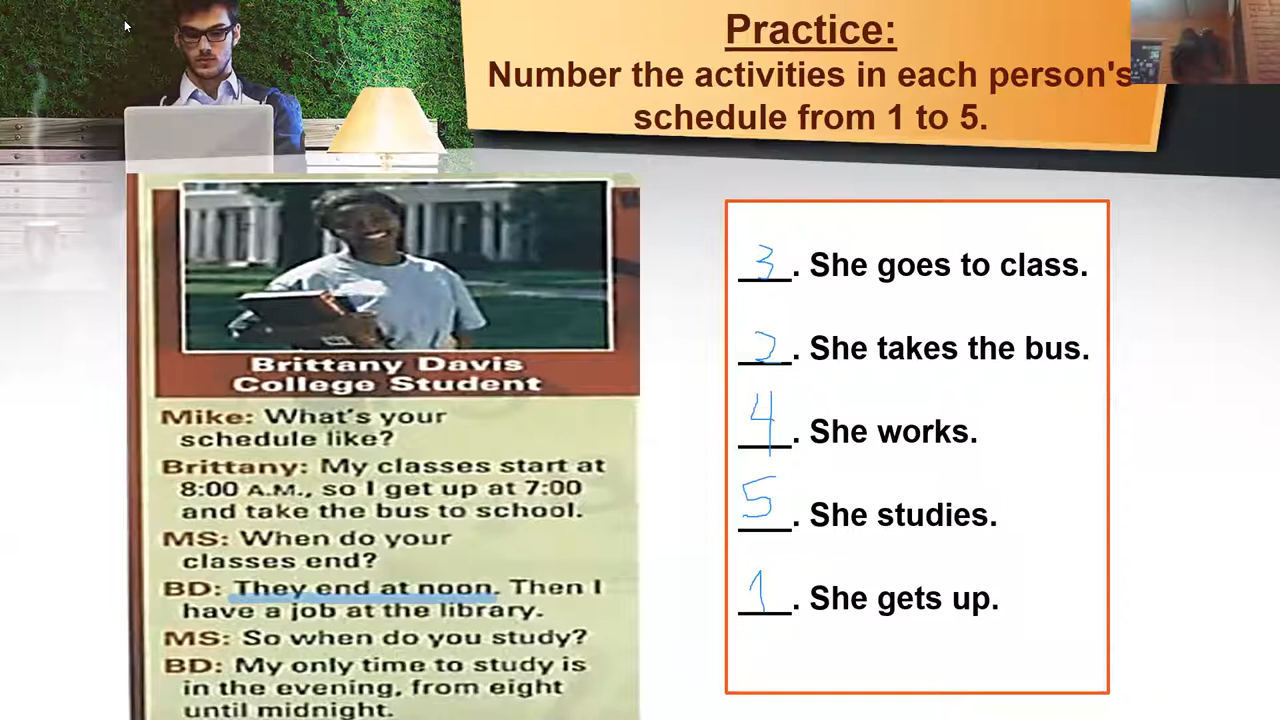 Practice:
Number the activities in each person's
schedule from 1 to 5.
Brittany Davis
College Student
Mike: What's your
schedule like?
Brittany: My classes start at
8:00 A.M., so I get up at 7:00
and take the bus to school.
MS: When do your
classes end?
BD: They end at noon. Then I
have a job at the library.
MS: So when do you study?
BD: My only time to study is
in the evening, from eight
until midnight.
3. She goes to class.
2. She takes the bus.
4. She works.
5. She studies.
1. She gets up.